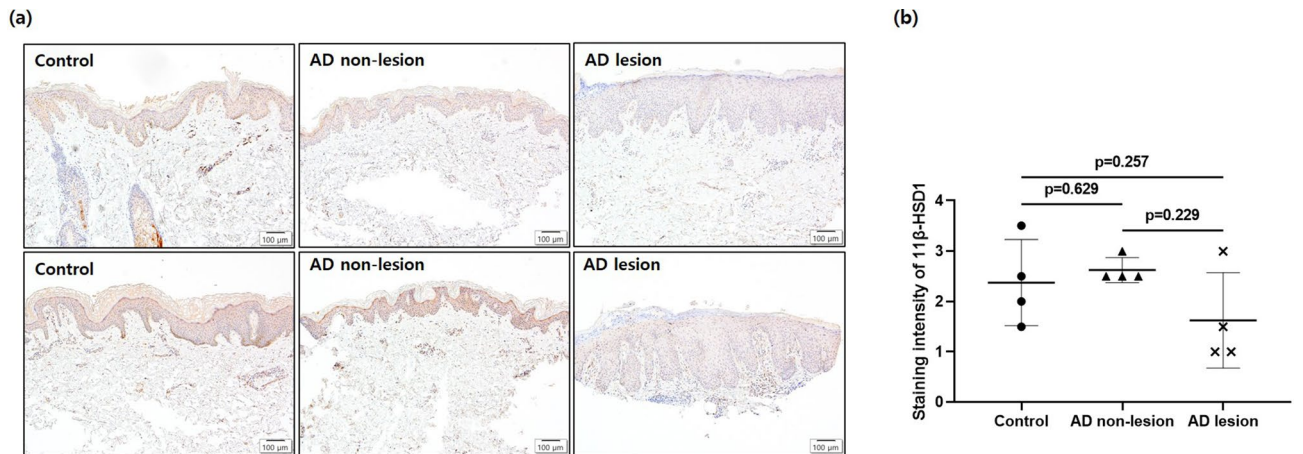 (a)
Control
AD non-lesion
AD lesion
100 µm
100 µm
100 µm
Control
AD non-lesion
AD lesion
100 µm
100 µm
100 µm
(b)
p=0.257
p=0.629
p=0.229
Staining intensity of 11β-HSD1
4
3
2
1
0
Control
AD non-lesion
AD lesion